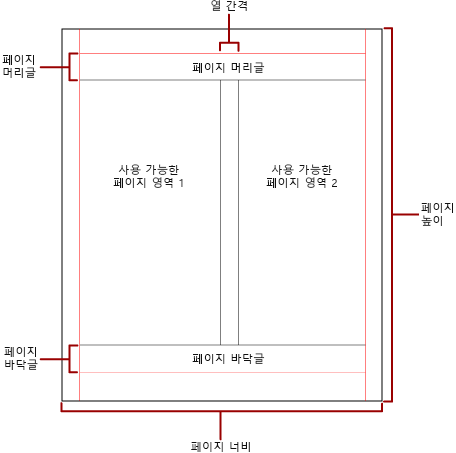 열 간격
페이지
머리글
페이지 머리글
사용 가능한
페이지 영역 1
사용 가능한
페이지 영역 2
페이지
높이
페이지
바닥글
페이지 바닥글
페이지 너비